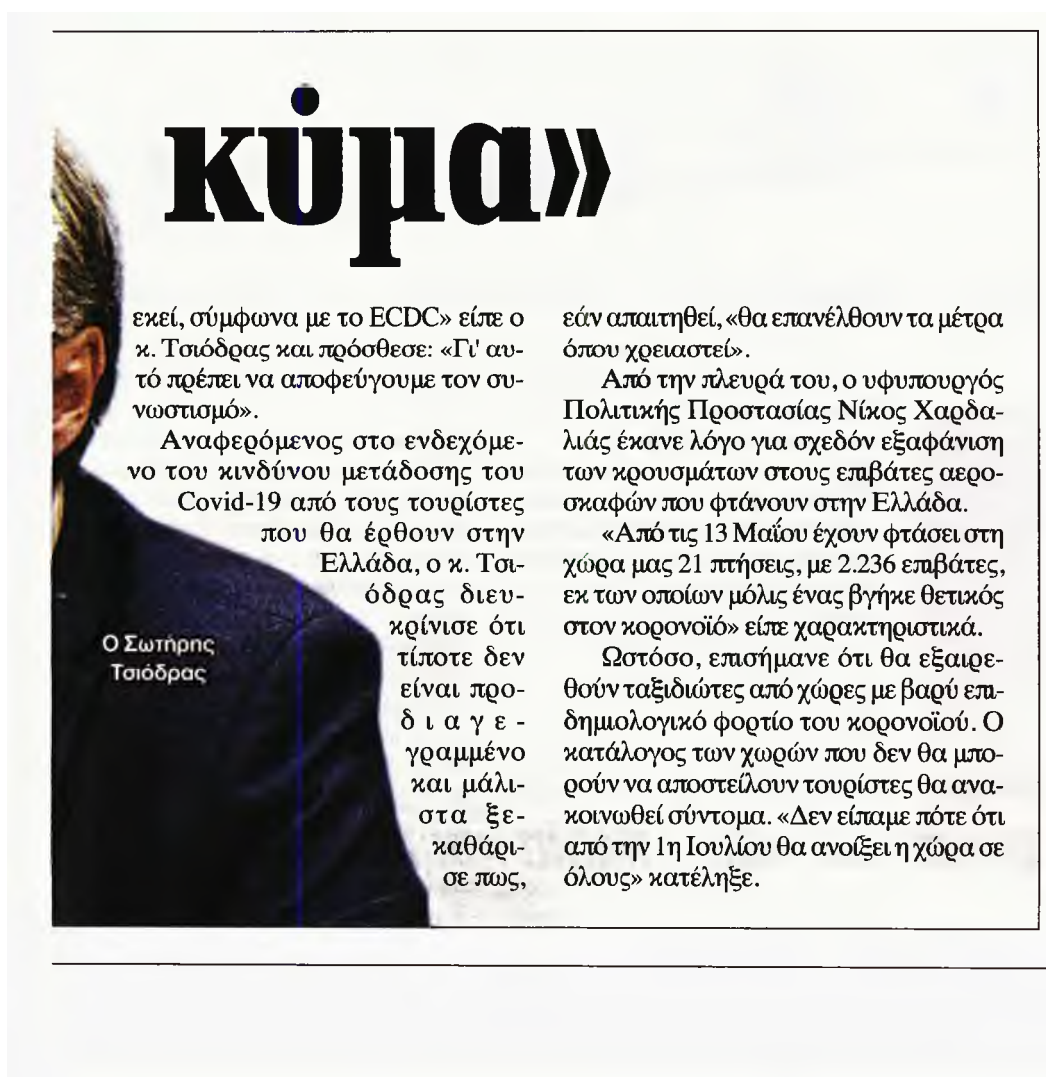 κύμα»
εκεί, σύμφωνα με το ECDC» είπε ο
κ. Τσιόδρας και πρόσθεσε: «Γι' αυ-
τό πρέπει να αποφεύγουμε τον συ-
νωστισμό».
Αναφερόμενος στο ενδεχόμε-
νο του κινδύνου μετάδοσης του
Covid-19 από τους τουρίστες
που θα έρθουν στην
Ελλάδα, ο κ. Τσι-
όδρας διευ-
κρίνισε ότι
τίποτε δεν
είναι προ-
διαγε-
γραμμένο
και μάλι-
στα ξε-
καθάρι-
σε πως,
Ο Σωτήρης
Τσιόδρας
εάν απαιτηθεί, «θα επανέλθουν τα μέτρα
όπου χρειαστεί».
Από την πλευρά του, ο υφυπουργός
Πολιτικής Προστασίας Νίκος Χαρδα-
λιάς έκανε λόγο για σχεδόν εξαφάνιση
των κρουσμάτων στους επιβάτες αερο-
σκαφών που φτάνουν στην Ελλάδα.
«Από τις 13 Μαΐου έχουν φτάσει στη
χώρα μας 21 πτήσεις, με 2.236 επιβάτες,
εκ των οποίων μόλις ένας βγήκε θετικός
στον κορονοϊό» είπε χαρακτηριστικά.
Ωστόσο, επισήμανε ότι θα εξαιρε-
θούν ταξιδιώτες από χώρες με βαρύ επι-
δημιολογικό φορτίο του κορονοϊού. Ο
κατάλογος των χωρών που δεν θα μπο-
ρούν να αποστείλουν τουρίστες θα ανα-
κοινωθεί σύντομα. «Δεν είπαμε πότε ότι
από την 1η Ιουλίου θα ανοίξει η χώρα σε
όλους» κατέληξε.